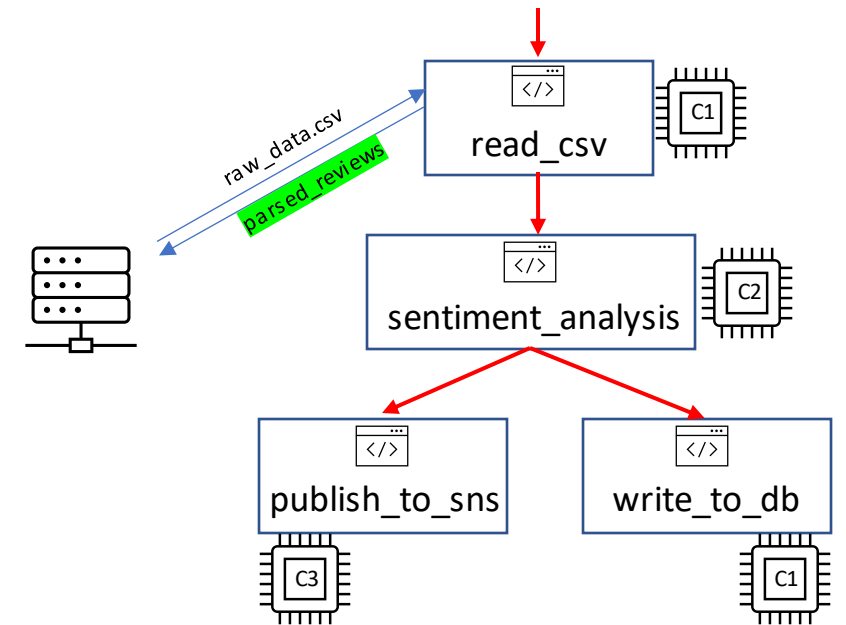 </>
C1
read_csv
raw_data.csv
parsed_reviews
</>
C2
sentiment_analysis
</>
publish_to_sns
</>
write_to_db
C3
C1